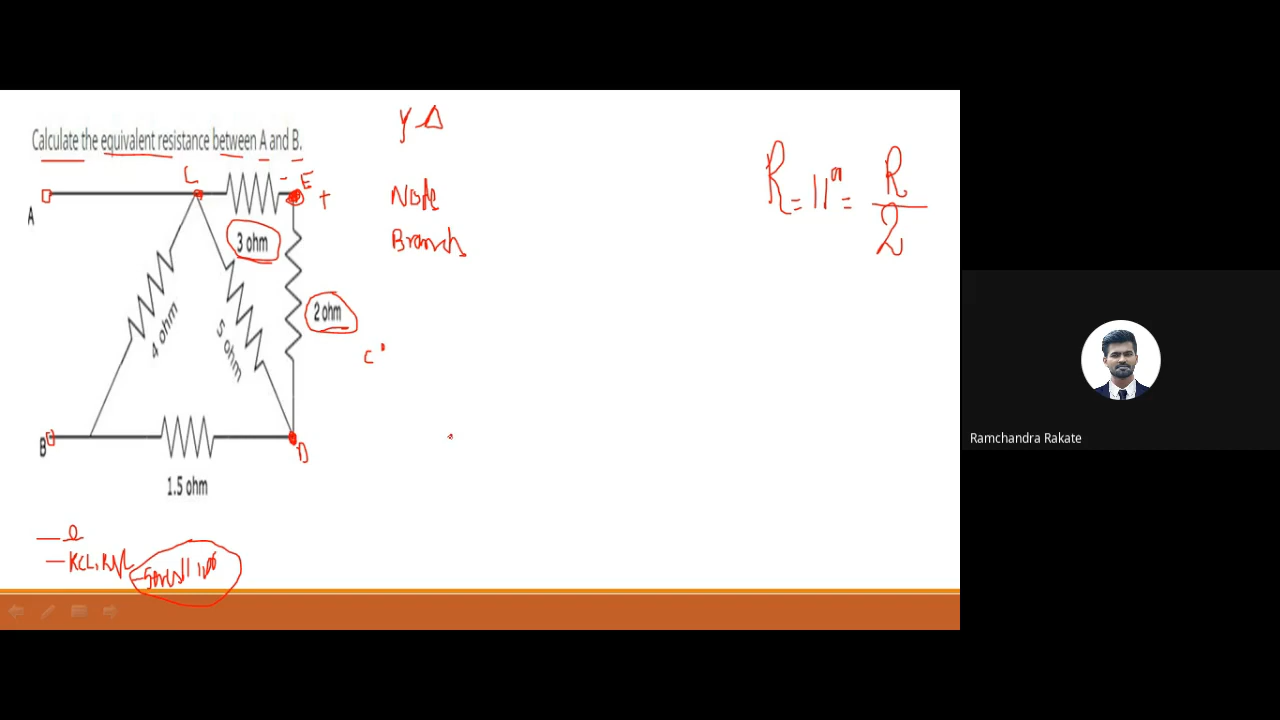 Calculate the equivalent resistance between A and B.
Y Δ
Node
Branch
A
L
- E +
3 ohm
2 ohm
4 ohm
5 ohm
C
B
D
1.5 ohm
R = 11 = R/2
KCL, KVL
Ramchandra Rakate